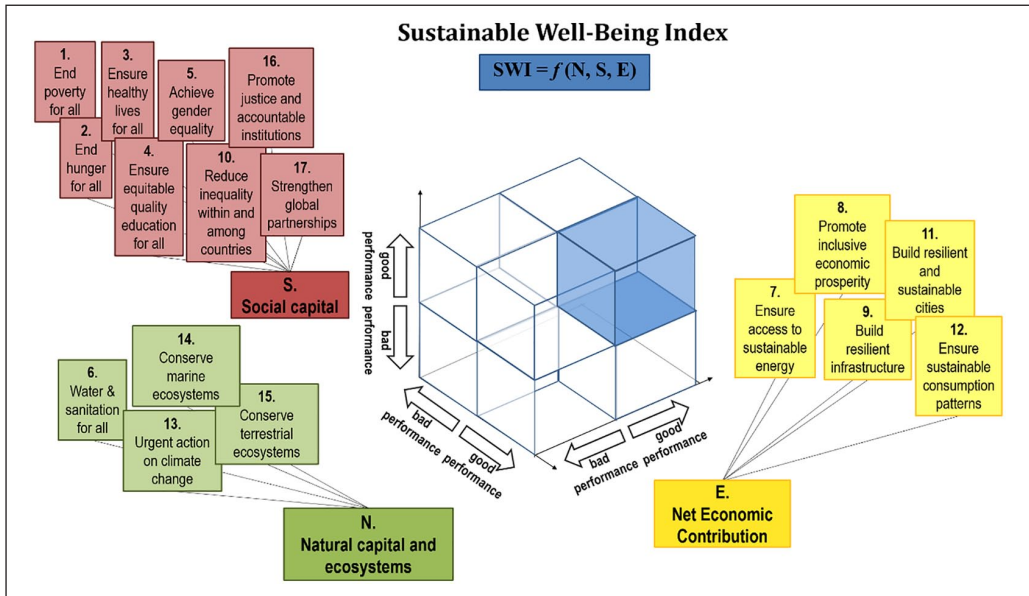 Sustainable Well-Being Index
SWI = f (N, S, E)
1.
End
poverty
for all
3.
Ensure
healthy
lives
for all
5.
Achieve
gender
equality
16.
Promote
justice and
accountable
institutions
2.
End
hunger
for all
4.
Ensure
equitable
quality
education
for all
10.
Reduce
inequality
within and
among
countries
17.
Strengthen
global
partnerships
S.
Social capital
good
performance
bad
performance
bad
performance
good
performance
bad
performance
good
performance
14.
Conserve
marine
ecosystems
6.
Water &
sanitation
for all
13.
Urgent action
on climate
change
15.
Conserve
terrestrial
ecosystems
N.
Natural capital and
ecosystems
8.
Promote
inclusive
economic
prosperity
11.
Build resilient
and
sustainable
cities
7.
Ensure
access to
sustainable
energy
9.
Build
resilient
infrastructure
12.
Ensure
sustainable
consumption
patterns
E.
Net Economic
Contribution